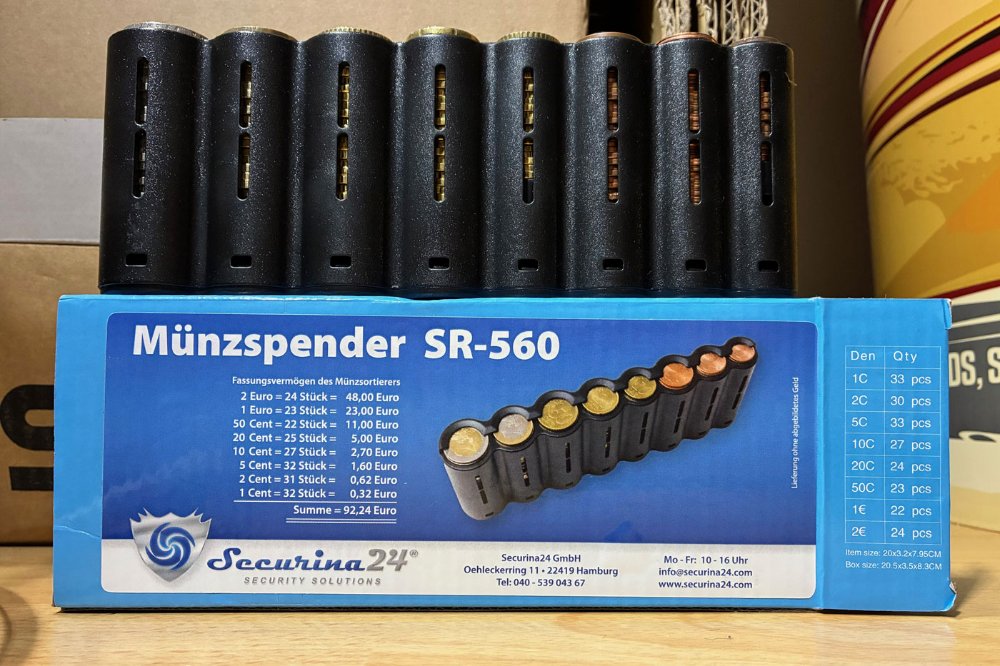 Münzspender SR-560
Fassungsvermögen des Münzsortierers
2 Euro = 24 Stück = 48,00 Euro
1 Euro = 23 Stück = 23,00 Euro
50 Cent = 22 Stück = 11,00 Euro
20 Cent = 25 Stück = 5,00 Euro
10 Cent = 27 Stück = 2,70 Euro
5 Cent = 32 Stück = 1,60 Euro
2 Cent = 31 Stück = 0,62 Euro
1 Cent = 32 Stück = 0,32 Euro
Summe = 92,24 Euro
Lieferung ohne abgebildetes Geld
Securina24®
SECURITY SOLUTIONS
Securina24 GmbH
Oehleckerring 11 • 22419 Hamburg
Tel: 040 - 539 043 67
Mo - Fr: 10 - 16 Uhr
info@securina24.com
www.securina24.com
Den Qty
1C 33 pcs
2C 30 pcs
5C 33 pcs
10C 27 pcs
20C 24 pcs
50C 23 pcs
1€ 22 pcs
2€ 24 pcs
Item size: 20x3.2x7.95CM
Box size: 20.5x3.5x8.3CM